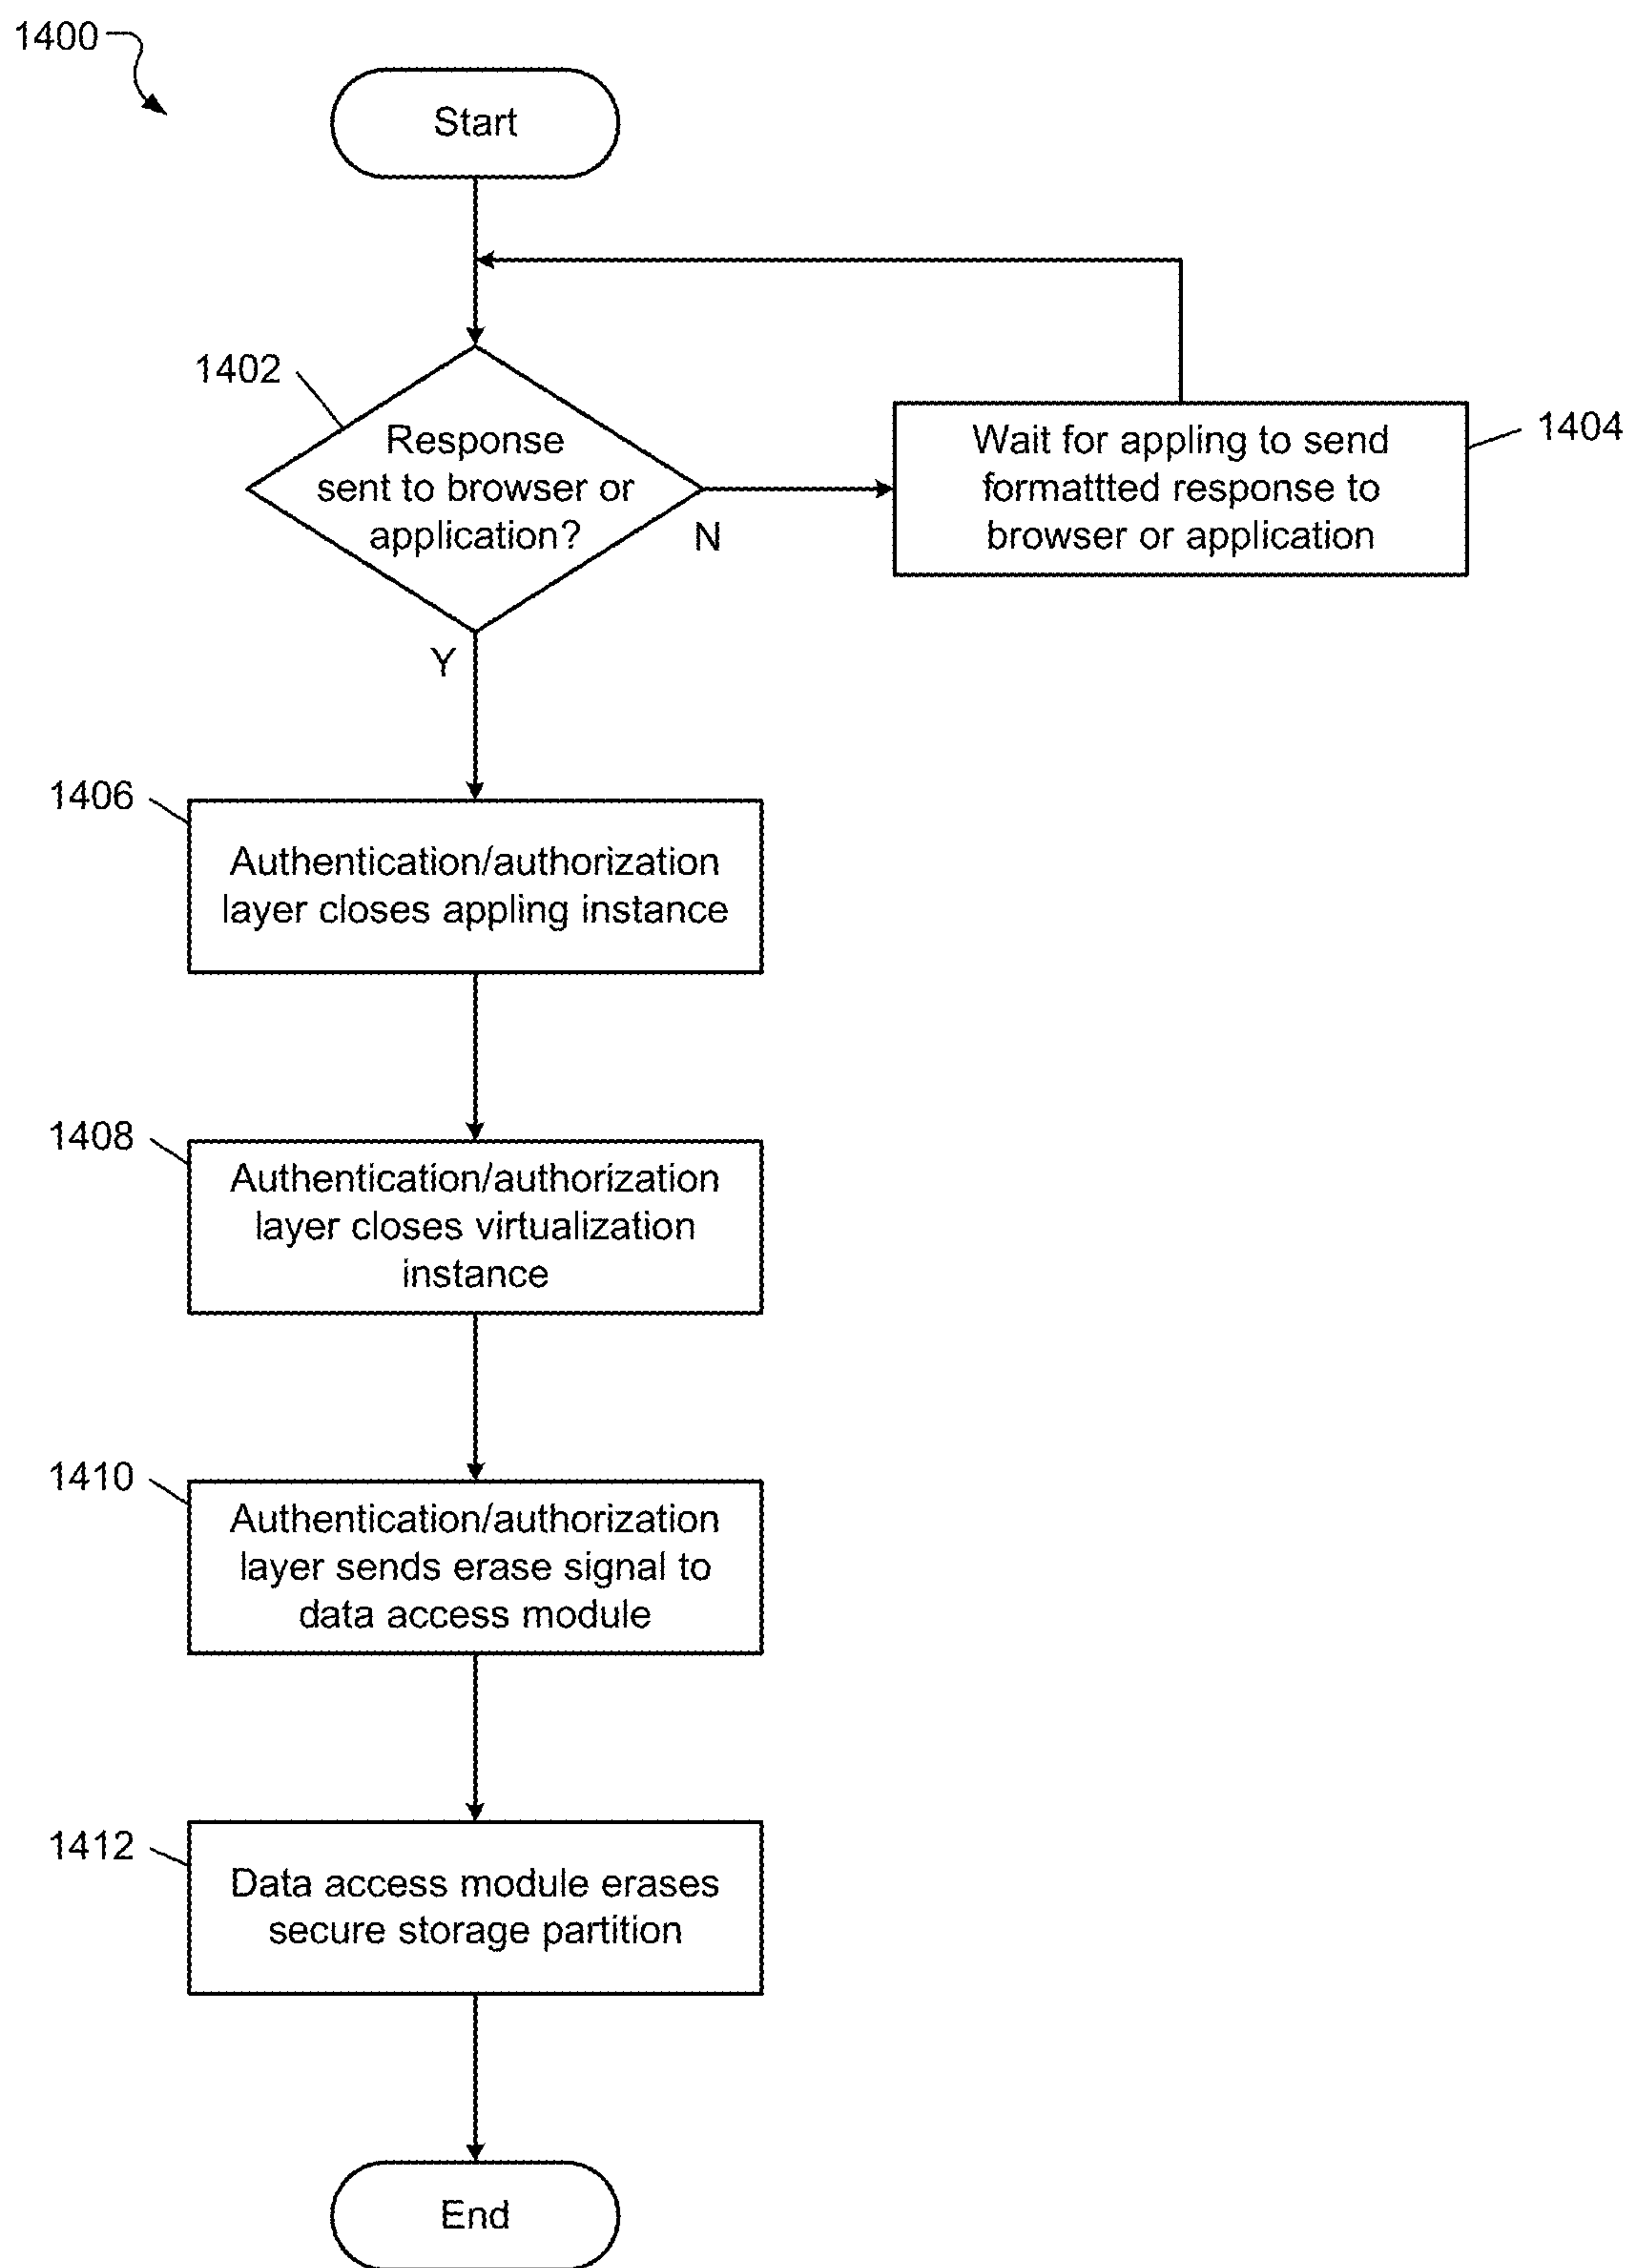 1400
Start
1402
Response
sent to browser or
application?
N
Y
Wait for appling to send
formattted response to
browser or application
1404
1406
Authentication/authorization
layer closes appling instance
1408
Authentication/authorization
layer closes virtualization
instance
1410
Authentication/authorization
layer sends erase signal to
data access module
1412
Data access module erases
secure storage partition
End